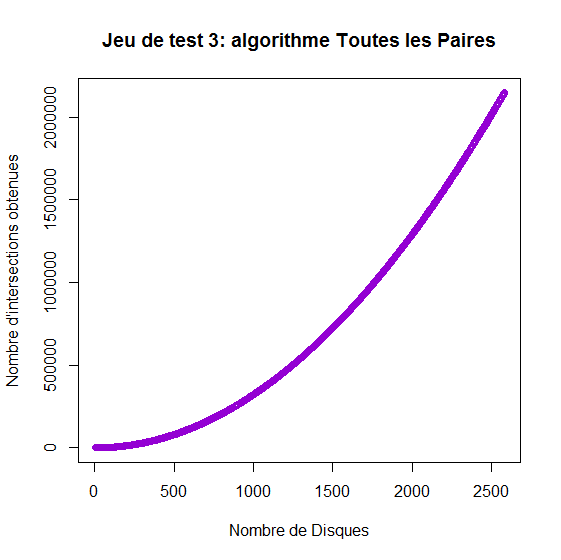 Jeu de test 3: algorithme Toutes les Paires
Nombre d'intersections obtenues
2000000
1500000
1000000
500000
0
0 500 1000 1500 2000 2500
Nombre de Disques